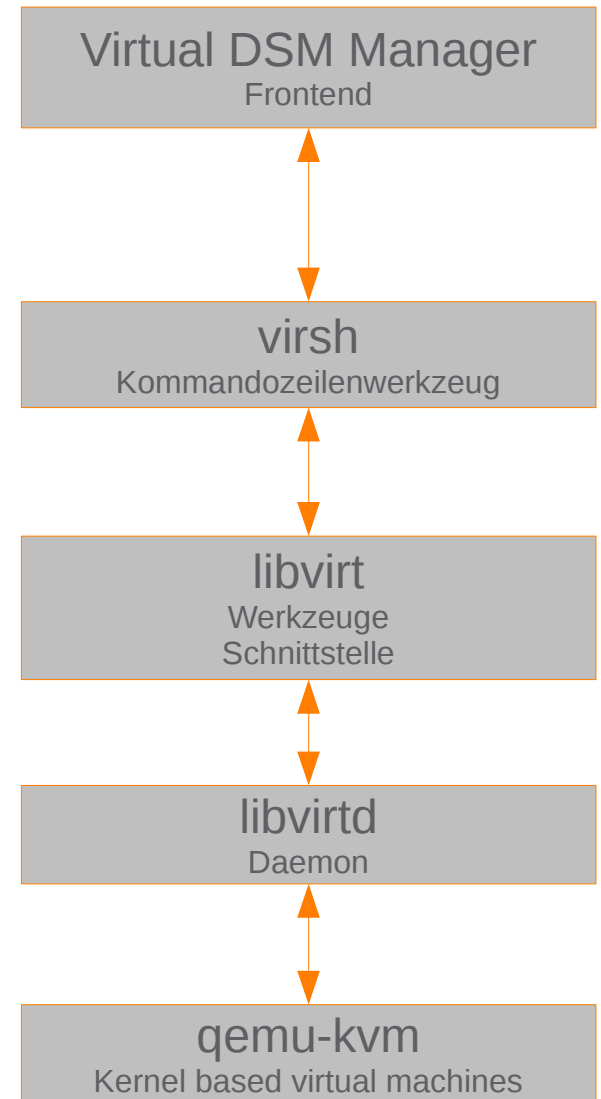 Virtual DSM Manager
Frontend
virsh
Kommandozeilenwerkzeug
libvirt
Werkzeuge
Schnittstelle
libvirtd
Daemon
qemu-kvm
Kernel based virtual machines